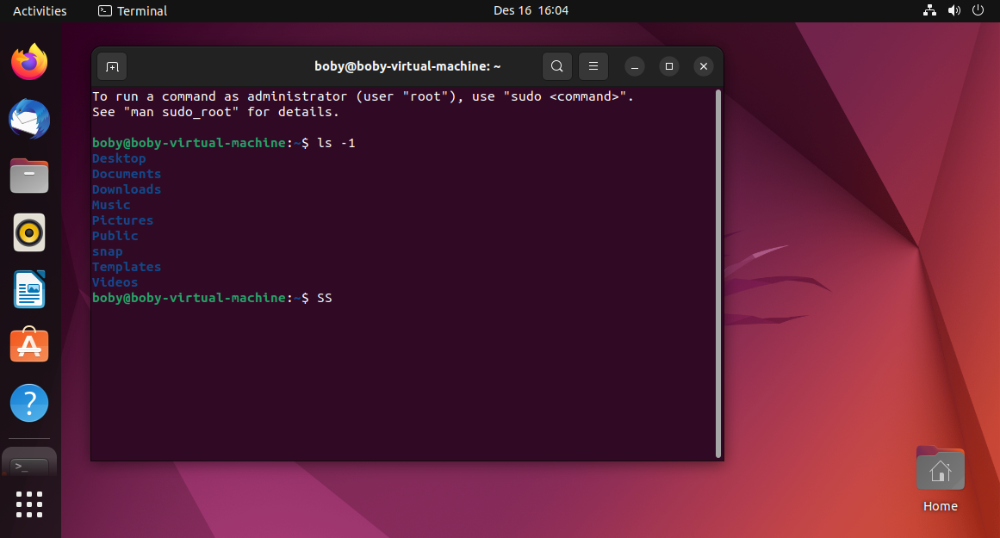 Activities
Terminal
Des 16 16:04
boby@boby-virtual-machine: ~
To run a command as administrator (user "root"), use "sudo <command>".
See "man sudo_root" for details.
boby@boby-virtual-machine:~$ ls -1
Desktop
Documents
Downloads
Music
Pictures
Public
snap
Templates
Videos
boby@boby-virtual-machine:~$ SS
Home